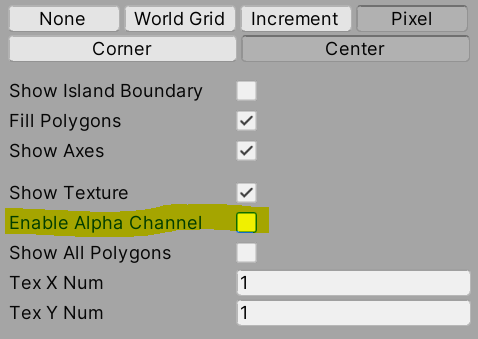 None World Grid Increment Pixel
Corner Center
Show Island Boundary
Fill Polygons
Show Axes
Show Texture
Enable Alpha Channel
Show All Polygons
Tex X Num 1
Tex Y Num 1